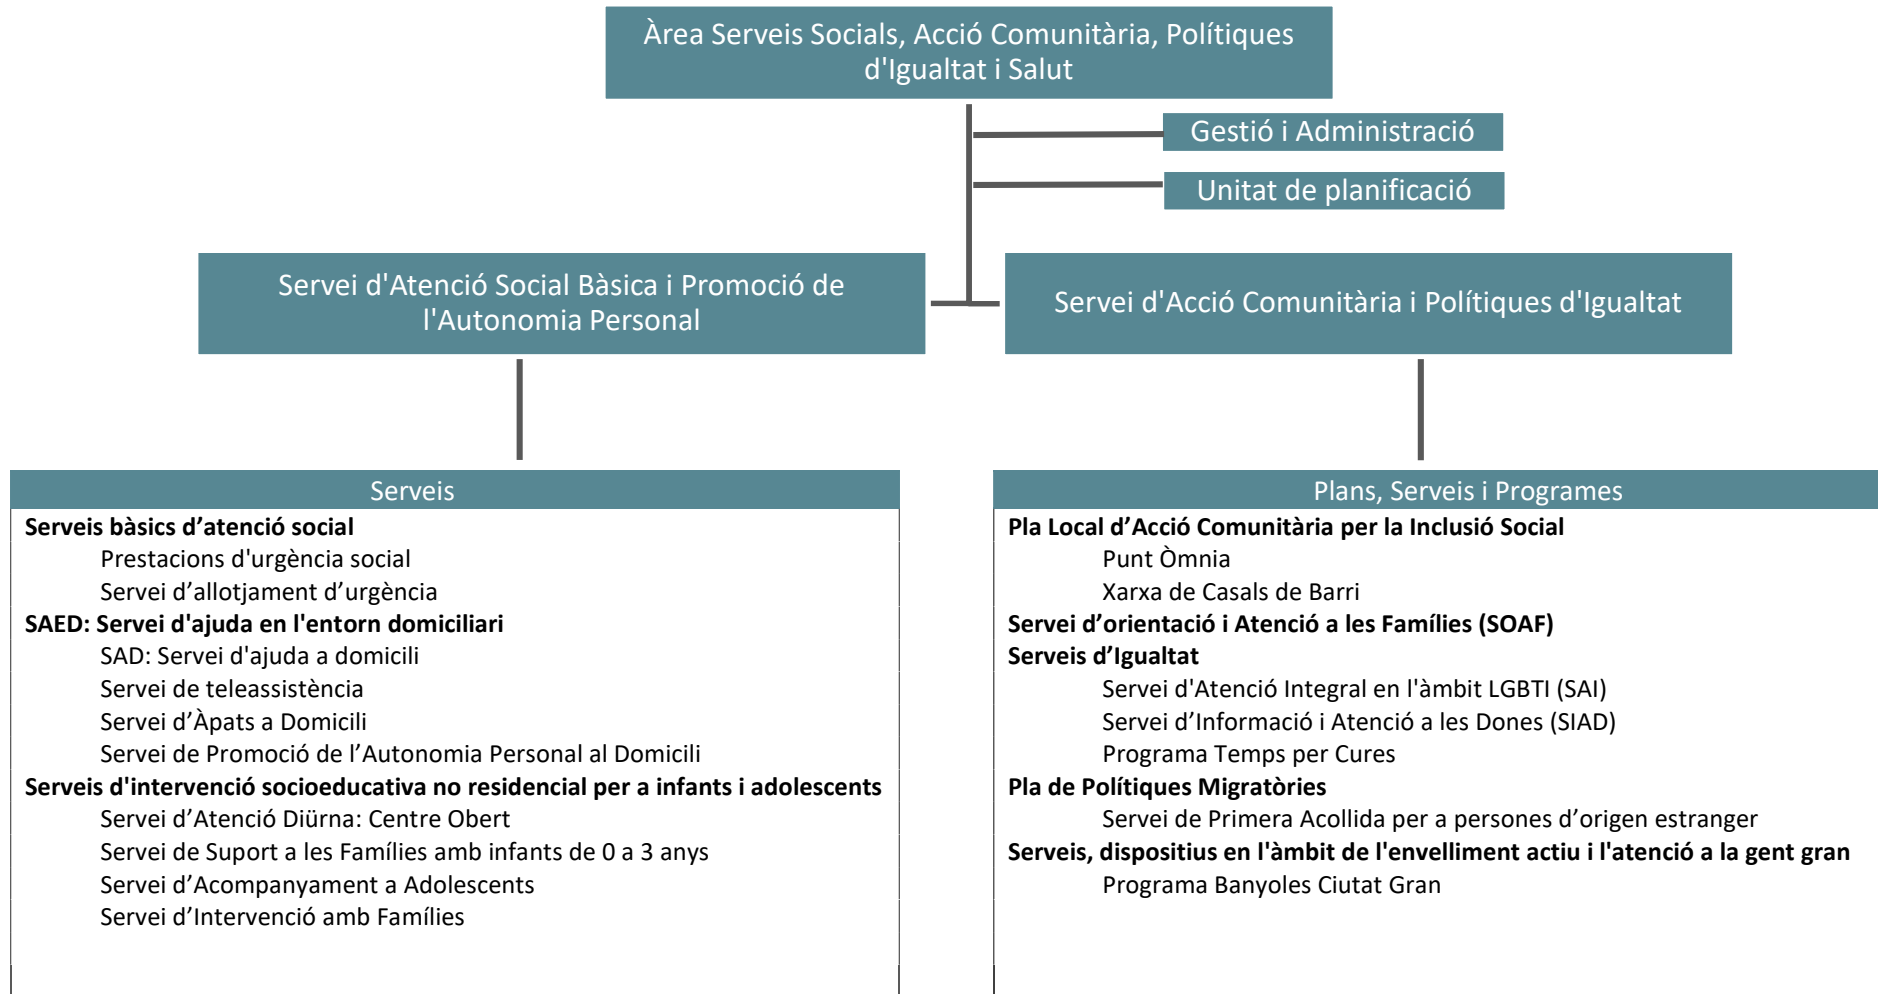 Àrea Serveis Socials, Acció Comunitària, Polítiques
d'Igualtat i Salut
Gestió i Administració
Unitat de planificació
Servei d'Atenció Social Bàsica i Promoció de
l'Autonomia Personal
Servei d'Acció Comunitària i Polítiques d'Igualtat
Serveis
Serveis bàsics d’atenció social
Prestacions d'urgència social
Servei d’allotjament d’urgència
SAED: Servei d'ajuda en l'entorn domiciliari
SAD: Servei d'ajuda a domicili
Servei de teleassistència
Servei d’Àpats a Domicili
Servei de Promoció de l’Autonomia Personal al Domicili
Serveis d'intervenció socioeducativa no residencial per a infants i adolescents
Servei d’Atenció Diürna: Centre Obert
Servei de Suport a les Famílies amb infants de 0 a 3 anys
Servei d’Acompanyament a Adolescents
Servei d’Intervenció amb Famílies
Plans, Serveis i Programes
Pla Local d’Acció Comunitària per la Inclusió Social
Punt Òmnia
Xarxa de Casals de Barri
Servei d’orientació i Atenció a les Famílies (SOAF)
Serveis d’Igualtat
Servei d'Atenció Integral en l'àmbit LGBTI (SAI)
Servei d’Informació i Atenció a les Dones (SIAD)
Programa Temps per Cures
Pla de Polítiques Migratòries
Servei de Primera Acollida per a persones d’origen estranger
Serveis, dispositius en l'àmbit de l'envelliment actiu i l'atenció a la gent gran
Programa Banyoles Ciutat Gran